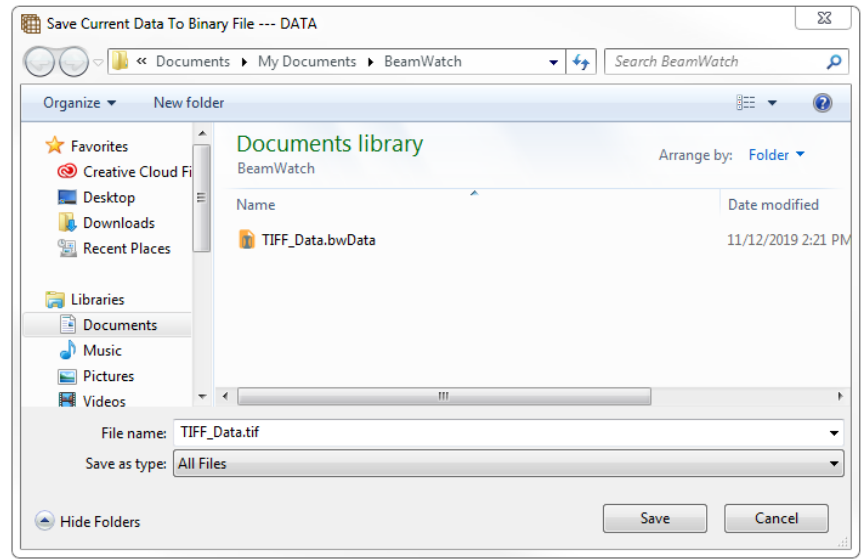 Save Current Data To Binary File --- DATA
« Documents ▸ My Documents ▸ BeamWatch
Search BeamWatch
Organize
New folder
Favorites
Creative Cloud Fi
Desktop
Downloads
Recent Places
Libraries
Documents
Music
Pictures
Videos
Documents library
BeamWatch
Arrange by: Folder
Name
Date modified
TIFF_Data.bwData
11/12/2019 2:21 PM
File name: TIFF_Data.tif
Save as type: All Files
Hide Folders
Save
Cancel